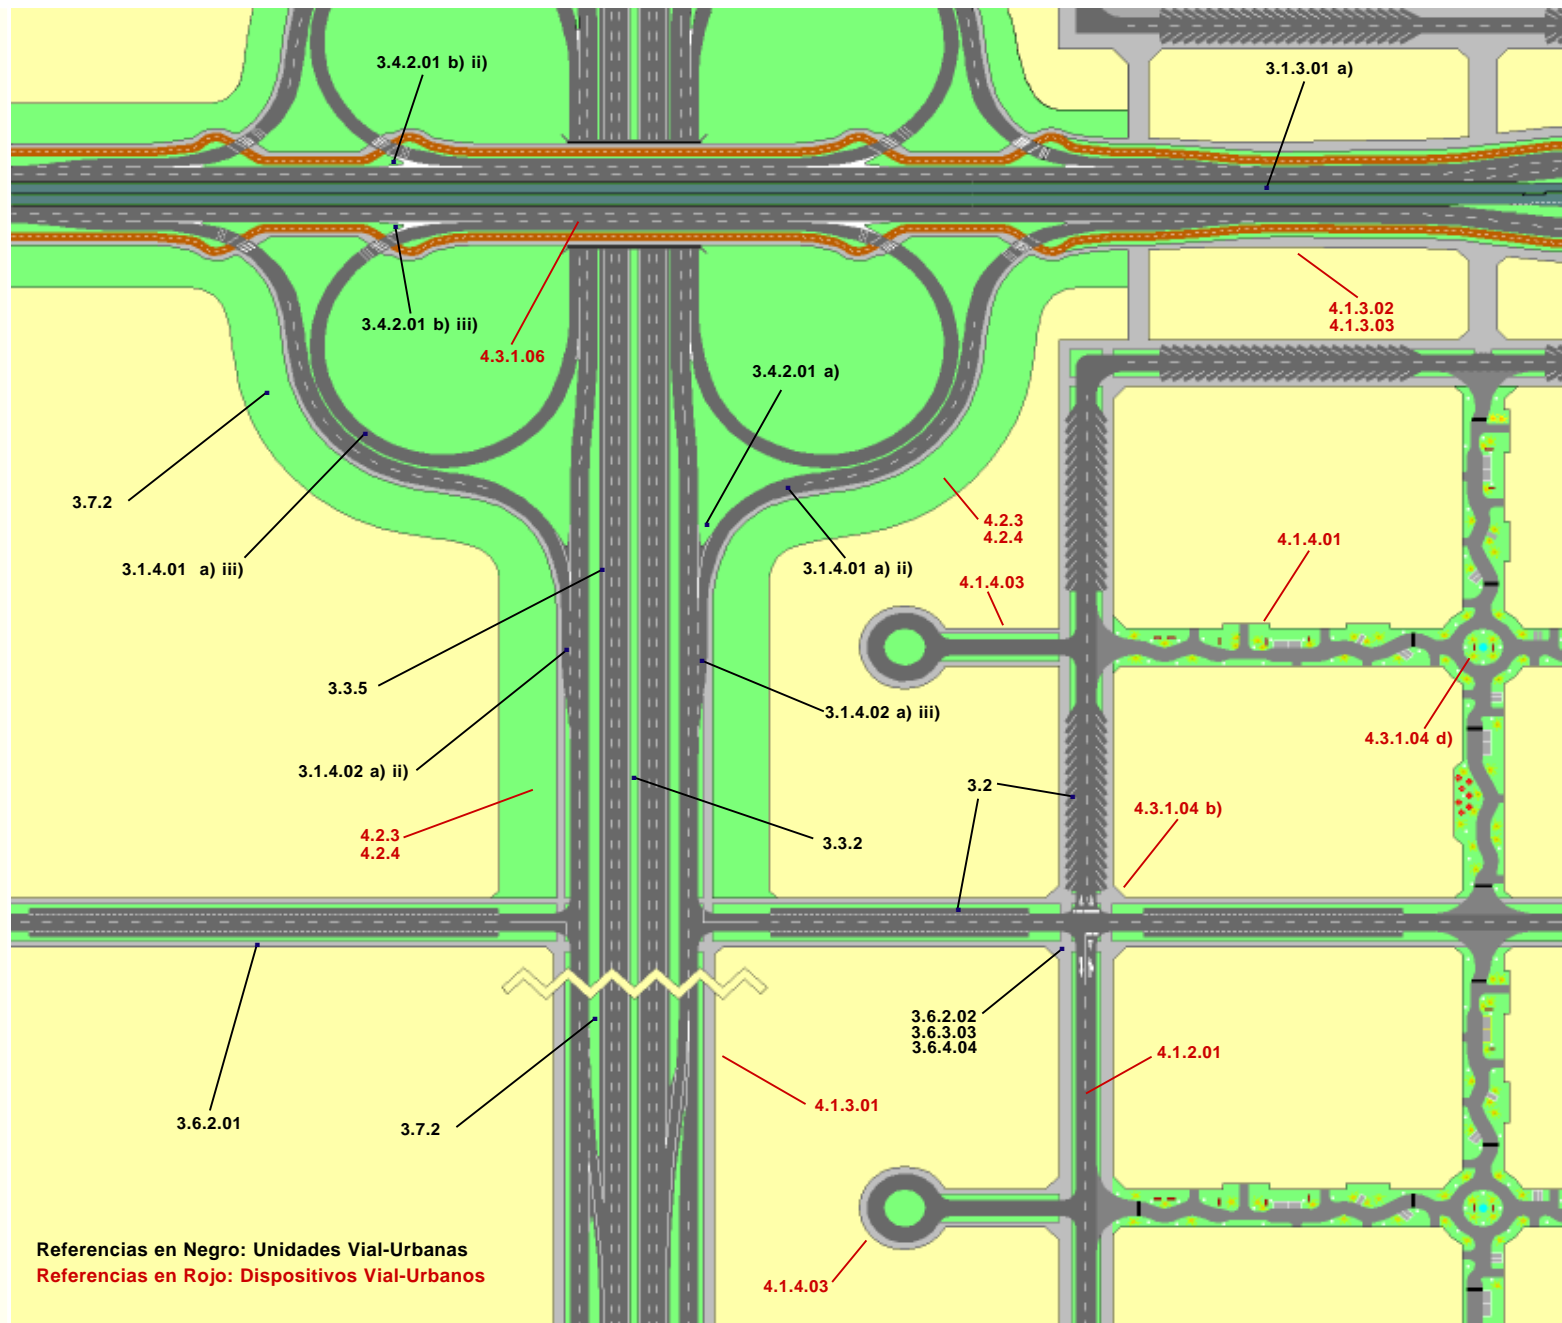 3.4.2.01 b) ii)
3.1.3.01 a)
3.4.2.01 b) iii)
4.3.1.06
4.1.3.02
4.1.3.03
3.4.2.01 a)
3.7.2
4.2.3
4.2.4
3.1.4.01 a) iii)
3.1.4.01 a) ii)
4.1.4.01
4.1.4.03
3.3.5
3.1.4.02 a) iii)
4.3.1.04 d)
3.1.4.02 a) ii)
3.2
4.3.1.04 b)
4.2.3
4.2.4
3.3.2
3.6.2.02
3.6.3.03
3.6.4.04
4.1.2.01
3.6.2.01
3.7.2
4.1.3.01
Referencias en Negro: Unidades Vial-Urbanas
Referencias en Rojo: Dispositivos Vial-Urbanos
4.1.4.03